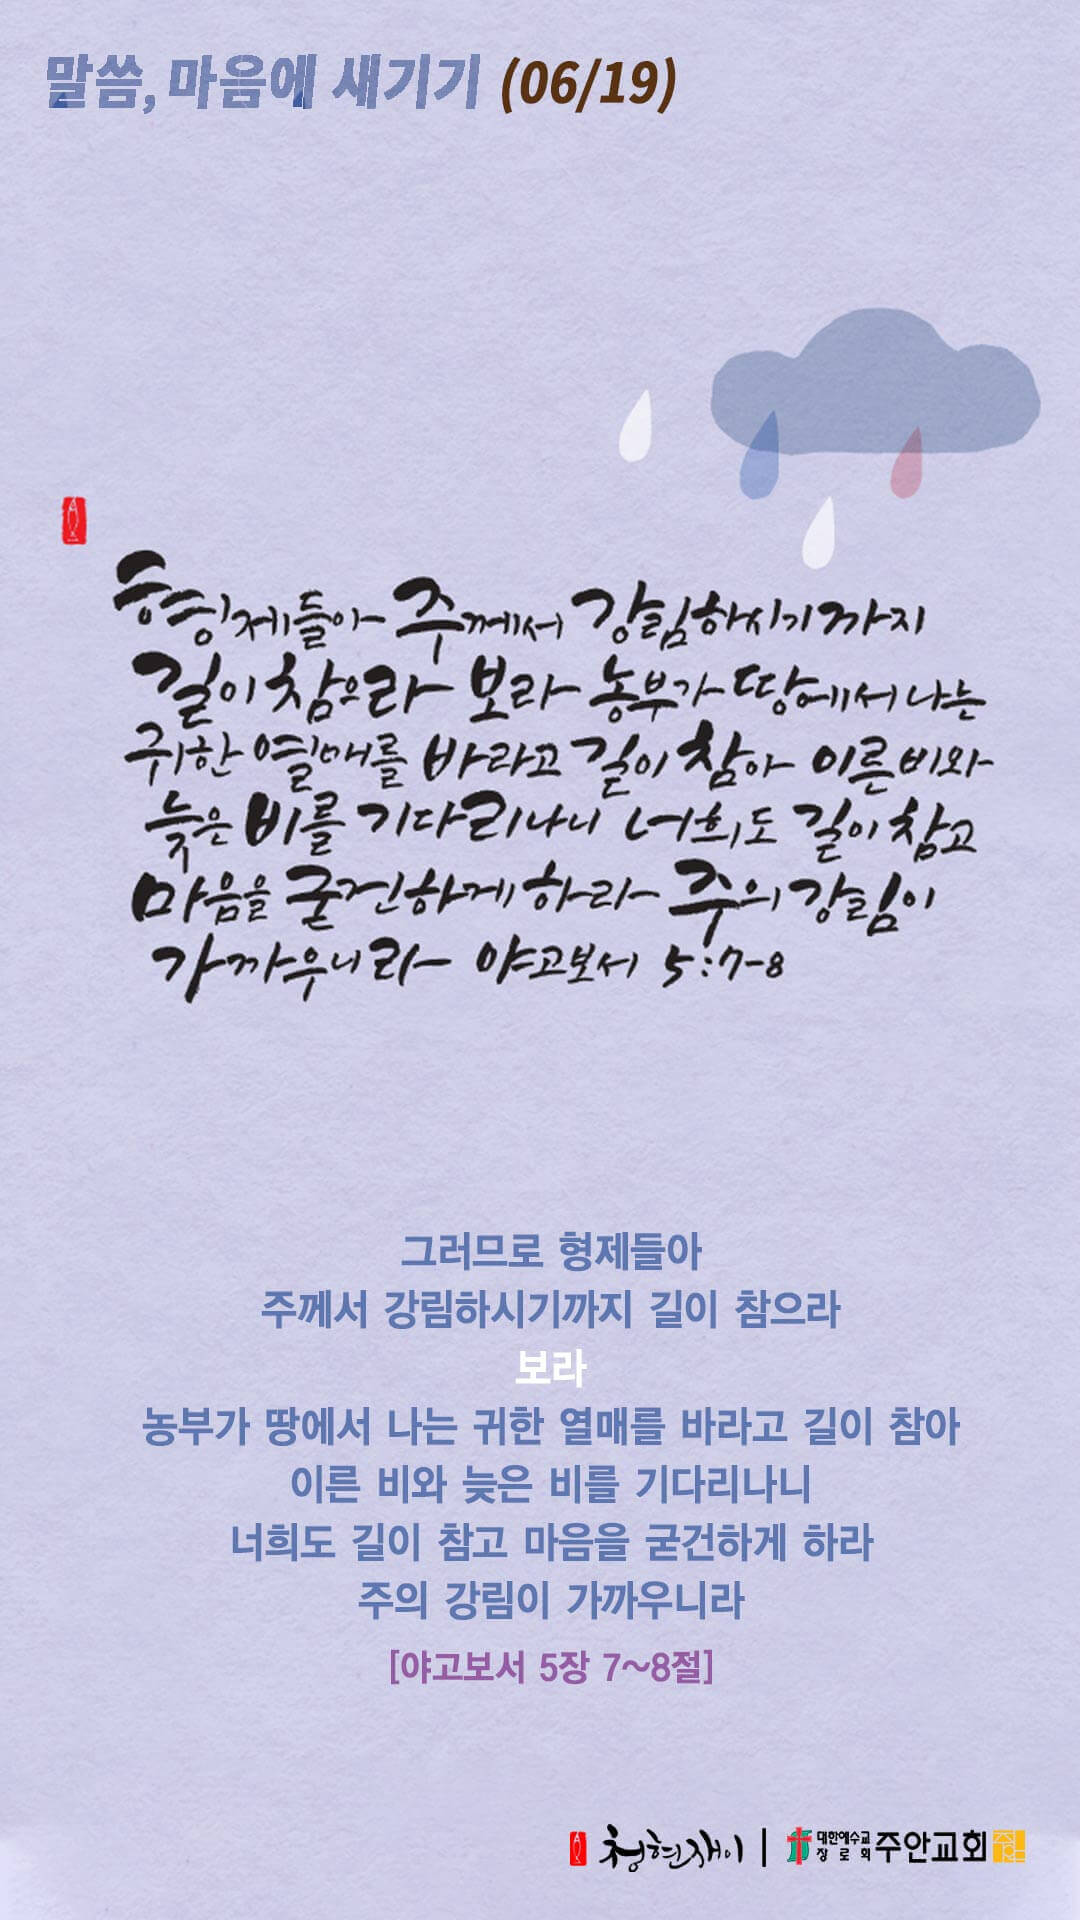 말씀, 마음에 새기기 (06/19)
형제들아 주께서 강림하시기까지
길이 참으라 보라 농부가 땅에서 나는
귀한 열매를 바라고 길이 참아 이른 비와
늦은 비를 기다리나니 너희도 길이 참고
마음을 굳건하게 하라 주의 강림이
가까우니라 야고보서 5:7-8
그러므로 형제들아
주께서 강림하시기까지 길이 참으라
보라
농부가 땅에서 나는 귀한 열매를 바라고 길이 참아
이른 비와 늦은 비를 기다리나니
너희도 길이 참고 마음을 굳건하게 하라
주의 강림이 가까우니라
[야고보서 5장 7~8절]
청현재이 | 대한예수교
장로회 주안교회 주안